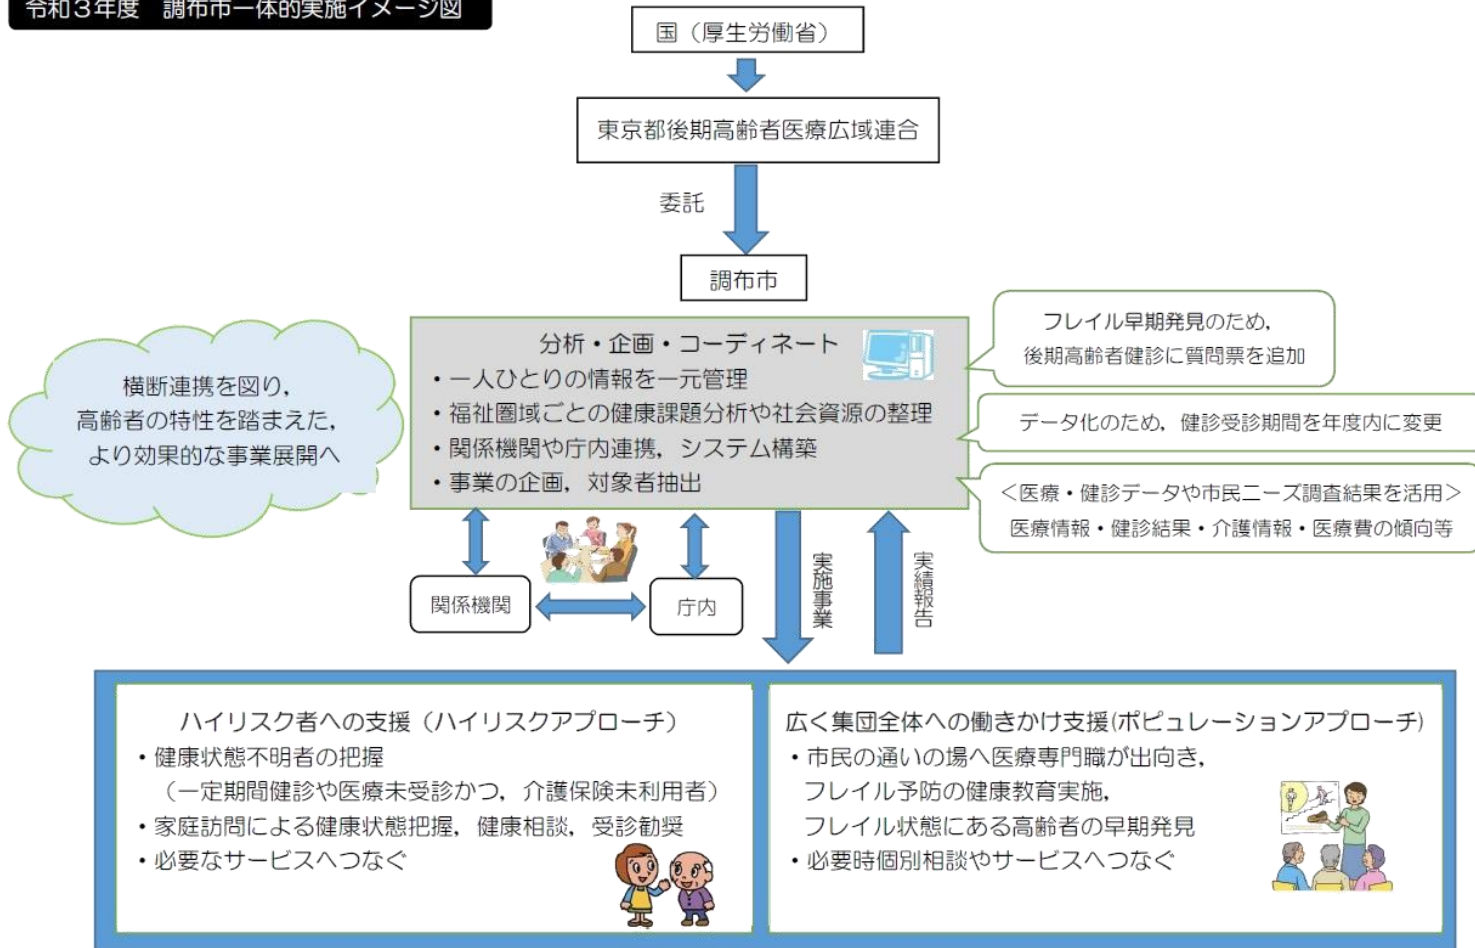 令和3年度　調布市一体的実施イメージ図
国（厚生労働省）
東京都後期高齢者医療広域連合
委託
調布市
分析・企画・コーディネート
・一人ひとりの情報を一元管理
・福祉圏域ごとの健康課題分析や社会資源の整理
・関係機関や庁内連携，システム構築
・事業の企画，対象者抽出
横断連携を図り，
高齢者の特性を踏まえた，
より効果的な事業展開へ
フレイル早期発見のため，
後期高齢者健診に質問票を追加
データ化のため，健診受診期間を年度内に変更
＜医療・健診データや市民ニーズ調査結果を活用＞
医療情報・健診結果・介護情報・医療費の傾向等
関係機関
庁内
実施事業
実績報告
ハイリスク者への支援（ハイリスクアプローチ）
・健康状態不明者の把握
（一定期間健診や医療未受診かつ，介護保険未利用者）
・家庭訪問による健康状態把握，健康相談，受診勧奨
・必要なサービスへつなぐ
広く集団全体への働きかけ支援(ポピュレーションアプローチ)
・市民の通いの場へ医療専門職が出向き，
フレイル予防の健康教育実施，
フレイル状態にある高齢者の早期発見
・必要時個別相談やサービスへつなぐ